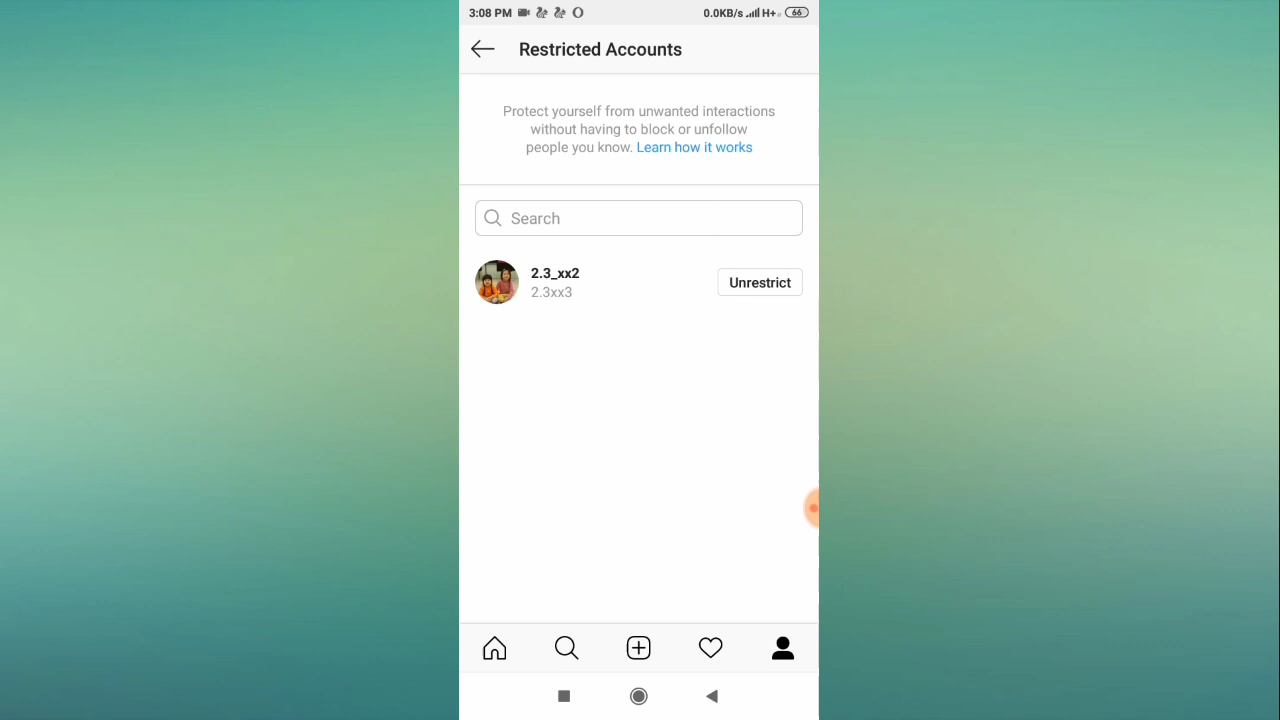 3:08 PM 0.0KB/s H+ 66
Restricted Accounts
Protect yourself from unwanted interactions
without having to block or unfollow
people you know. Learn how it works
Search
2.3_xx2
2.3xx3
Unrestrict